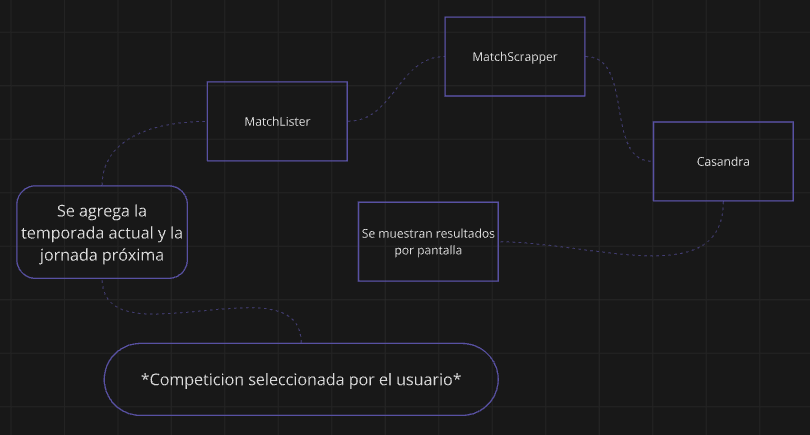 MatchScrapper
MatchLister
Casandra
Se agrega la
temporada actual y la
jornada próxima
Se muestran resultados
por pantalla
*Competicion seleccionada por el usuario*